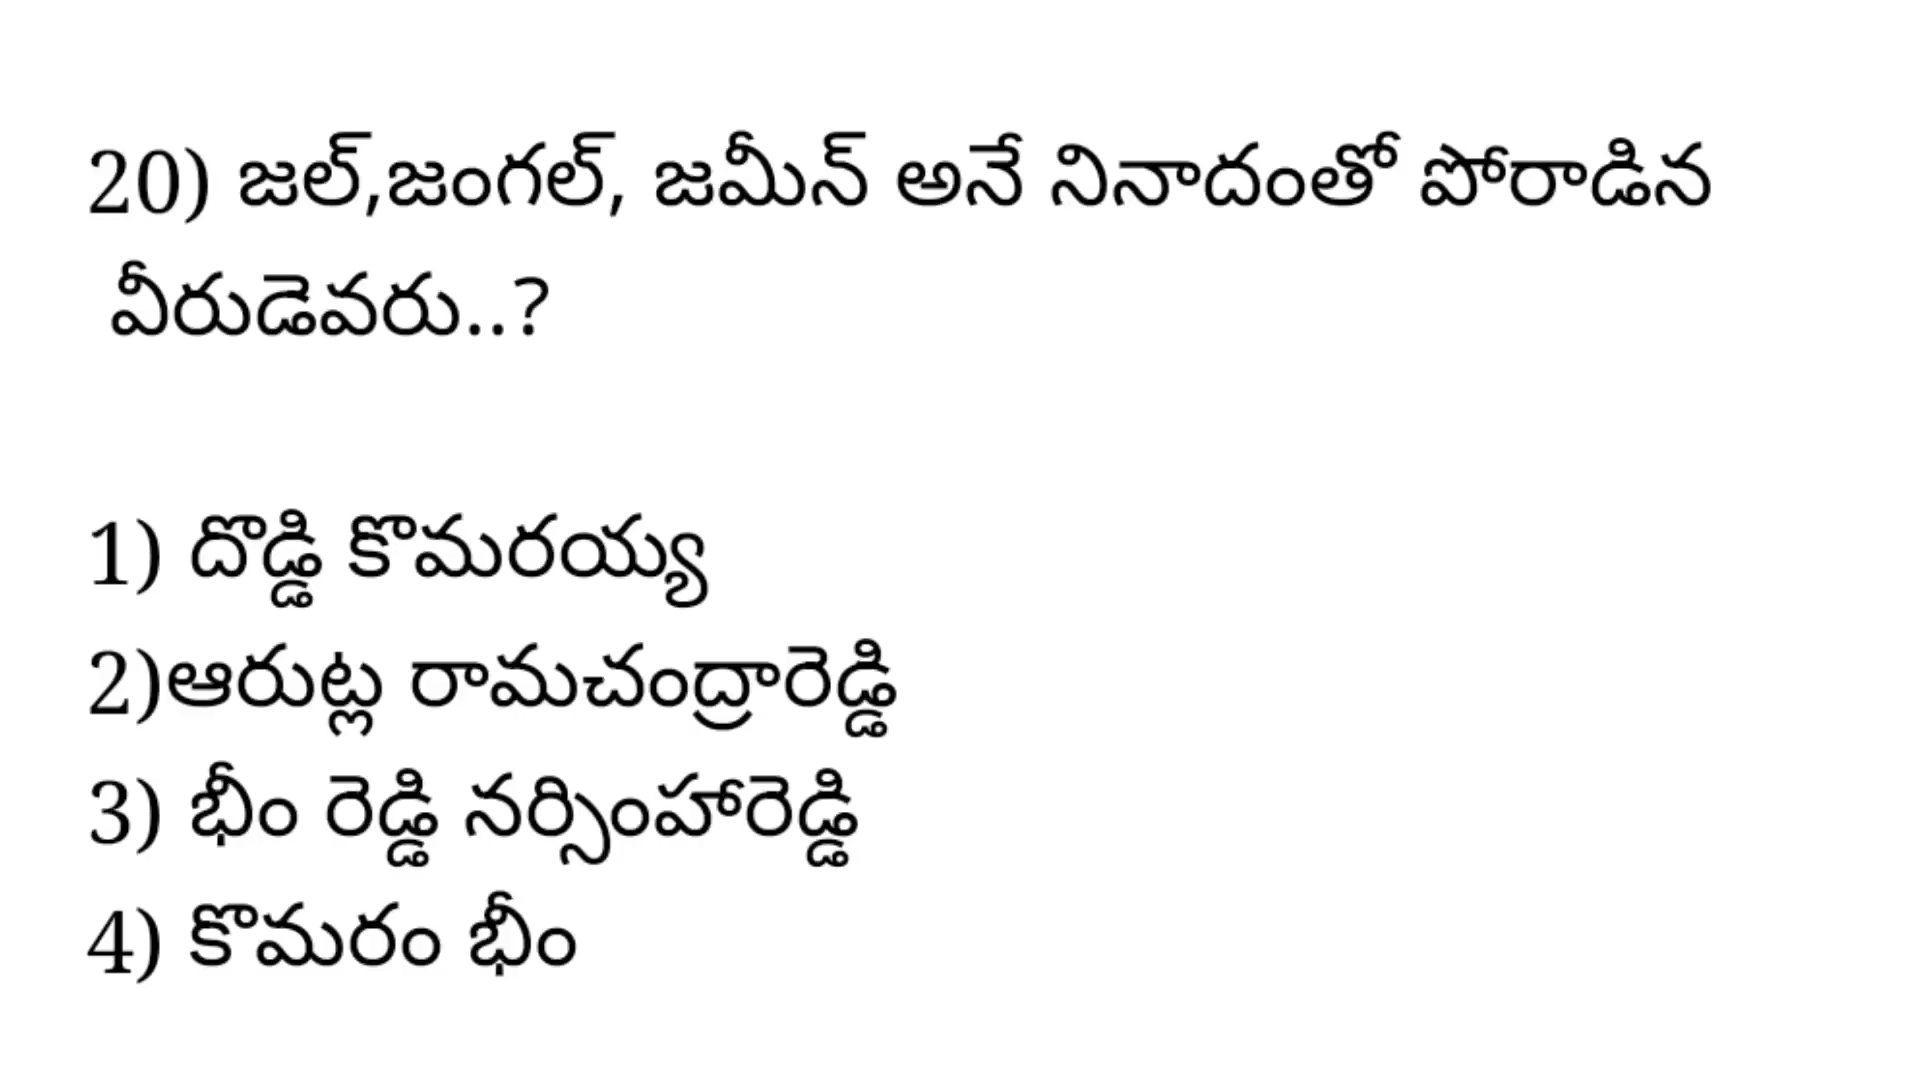 20) జల్,జంగల్, జమీన్ అనే నినాదంతో పోరాడిన
వీరుడెవరు..?
1) దొడ్డి కొమరయ్య
2)ఆరుట్ల రామచంద్రారెడ్డి
3) భీం రెడ్డి నర్సింహారెడ్డి
4) కొమరం భీం